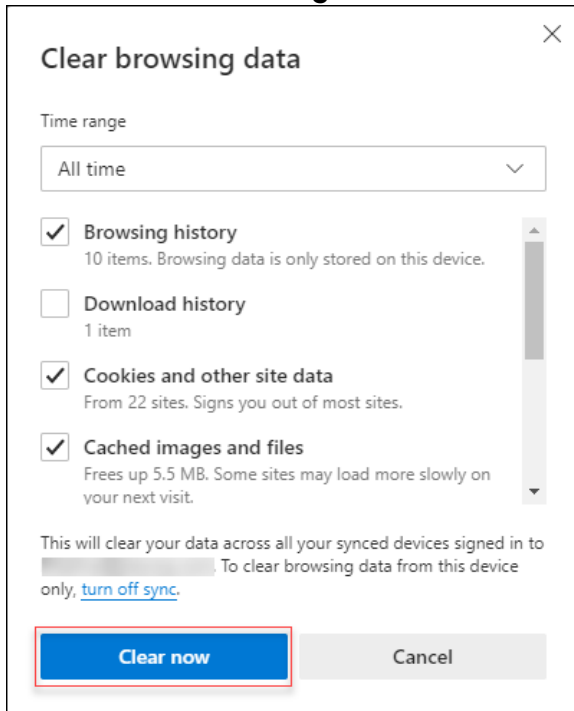 Clear browsing data
Time range
All time
Browsing history
10 items. Browsing data is only stored on this device.
Download history
1 item
Cookies and other site data
From 22 sites. Signs you out of most sites.
Cached images and files
Frees up 5.5 MB. Some sites may load more slowly on
your next visit.
This will clear your data across all your synced devices signed in to
. To clear browsing data from this device
only, turn off sync.
Clear now
Cancel